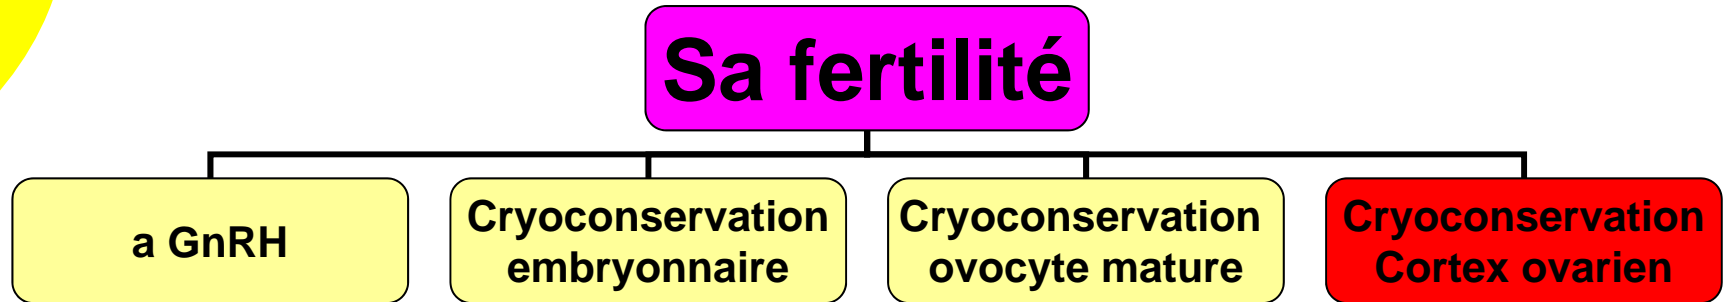 Sa fertilité
a GnRH
Cryoconservation
embryonnaire
Cryoconservation
ovocyte mature
Cryoconservation
Cortex ovarien